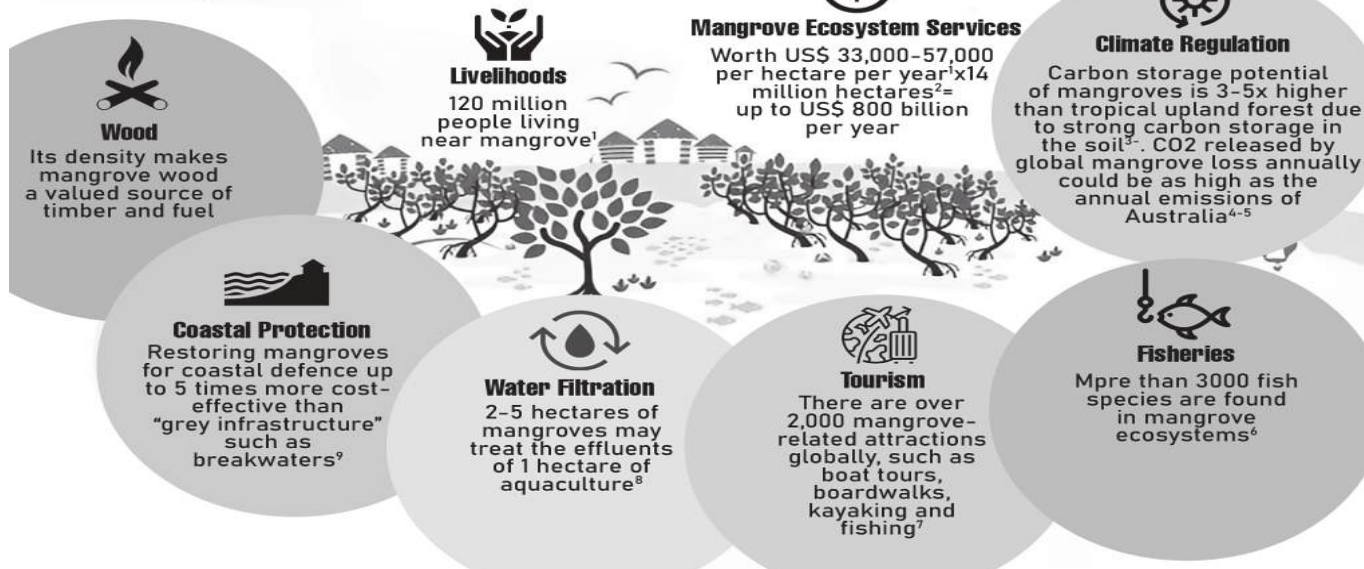 Wood
Its density makes
mangrove wood
a valued source of
timber and fuel
Livelihoods
120 million
people living
near mangrove¹
Mangrove Ecosystem Services
Worth US$ 33,000-57,000
per hectare per year¹x14
million hectares²=
up to US$ 800 billion
per year
Climate Regulation
Carbon storage potential
of mangroves is 3-5x higher
than tropical upland forest due
to strong carbon storage in
the soil³⁻. CO2 released by
global mangrove loss annually
could be as high as the
annual emissions of
Australia⁴⁻⁵
Coastal Protection
Restoring mangroves
for coastal defence up
to 5 times more cost-
effective than
“grey infrastructure”
such as
breakwaters⁹
Water Filtration
2-5 hectares of
mangroves may
treat the effluents
of 1 hectare of
aquaculture⁸
Tourism
There are over
2,000 mangrove-
related attractions
globally, such as
boat tours,
boardwalks,
kayaking and
fishing⁷
Fisheries
Mpre than 3000 fish
species are found
in mangrove
ecosystems⁶